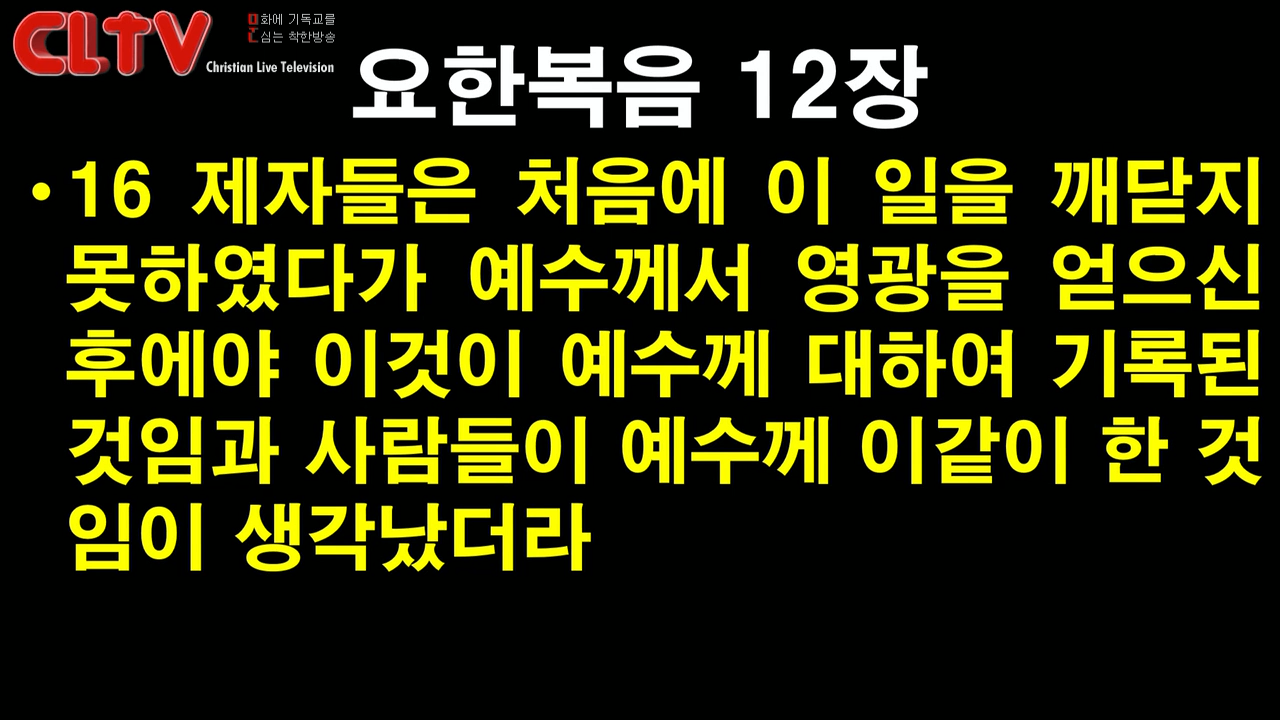 CLTV
문화에 기독교를
심는 착한방송
Christian Live Television
요한복음 12장
• 16 제자들은 처음에 이 일을 깨닫지
못하였다가 예수께서 영광을 얻으신
후에야 이것이 예수께 대하여 기록된
것임과 사람들이 예수께 이같이 한 것
임이 생각났더라